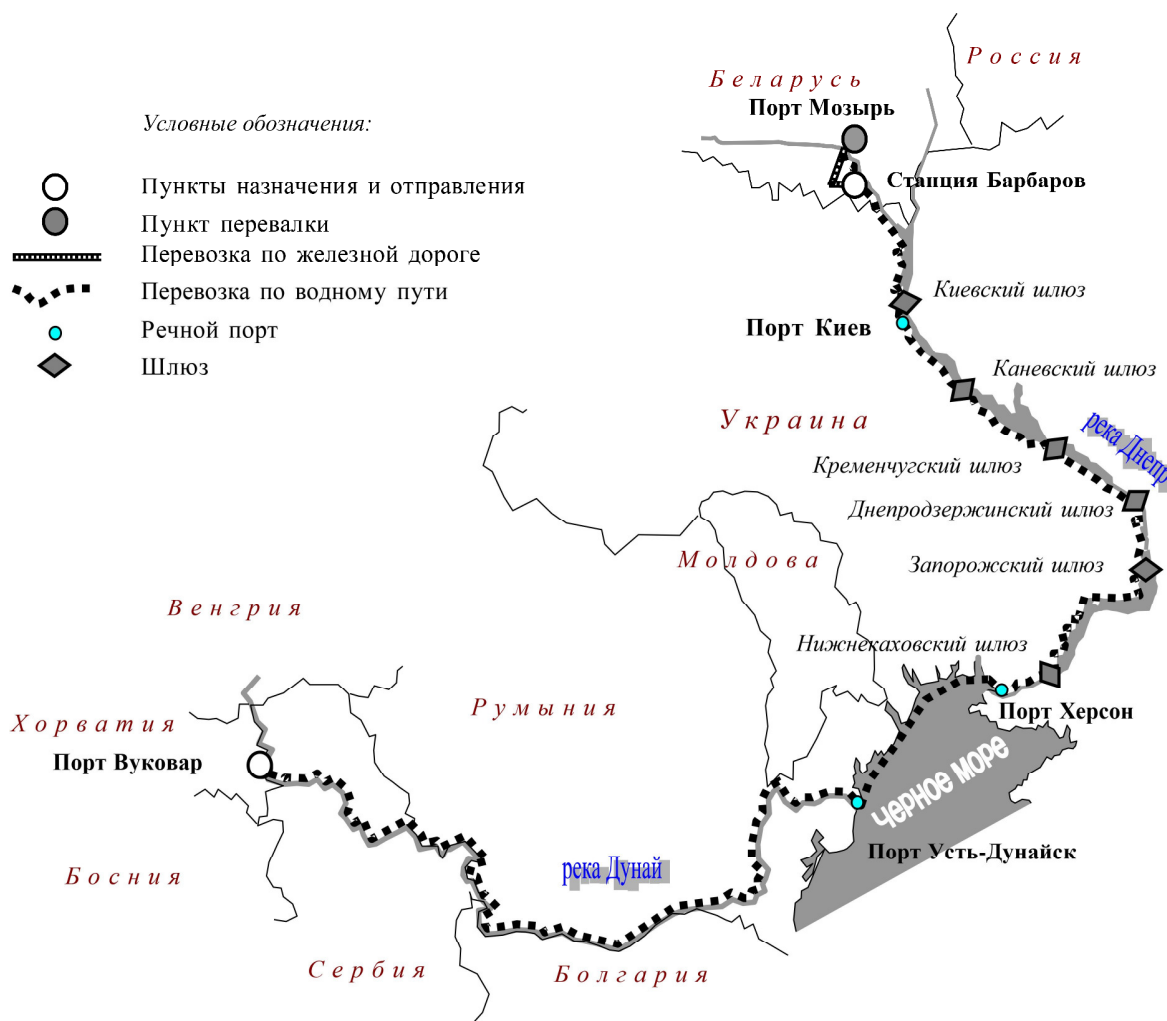 Россия
Беларусь
Порт Мозырь
Условные обозначения:
Станция Барбаров
Пункты назначения и отправления
Пункт перевалки
Перевозка по железной дороге
Перевозка по водному пути
Речной порт
Шлюз
Киевский шлюз
Порт Киев
Каневский шлюз
Украина
река Днепр
Кременчугский шлюз
Днепродзержинский шлюз
Молдова
Запорожский шлюз
Венгрия
Нижнекаховский шлюз
Румыния
Хорватия
Порт Херсон
Порт Вуковар
Черное море
Порт Усть-Дунайск
река Дунай
Босния
Сербия
Болгария